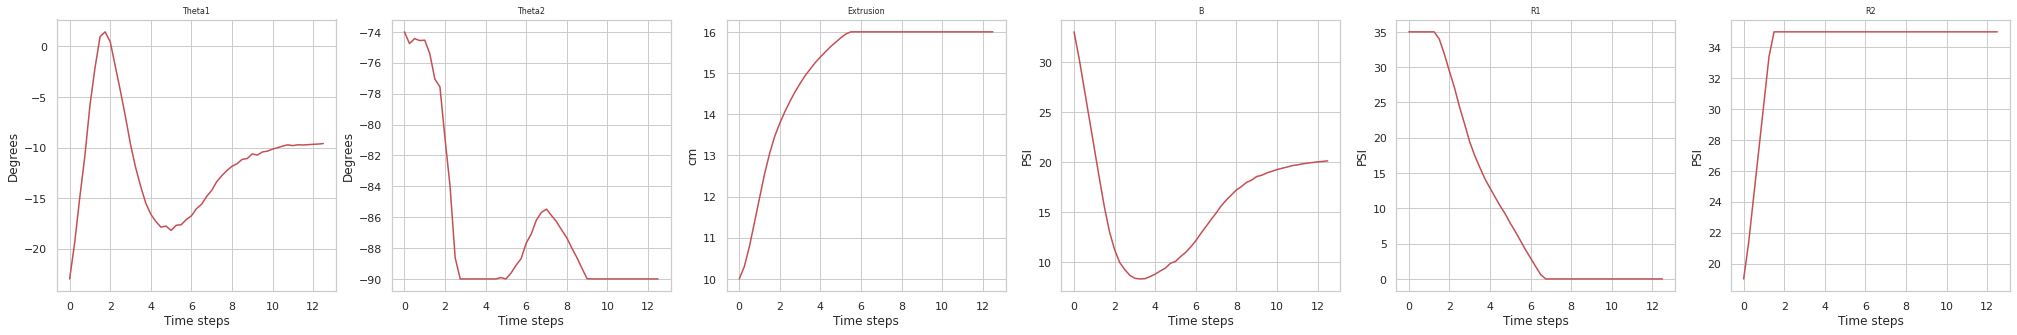 Theta1
Degrees
0
−5
−10
−15
−20
0 2 4 6 8 10 12
Time steps
Theta2
Degrees
−74
−76
−78
−80
−82
−84
−86
−88
−90
0 2 4 6 8 10 12
Time steps
Extrusion
cm
16
15
14
13
12
11
10
0 2 4 6 8 10 12
Time steps
B
PSI
30
25
20
15
10
0 2 4 6 8 10 12
Time steps
R1
PSI
35
30
25
20
15
10
5
0
0 2 4 6 8 10 12
Time steps
R2
PSI
34
32
30
28
26
24
22
20
0 2 4 6 8 10 12
Time steps